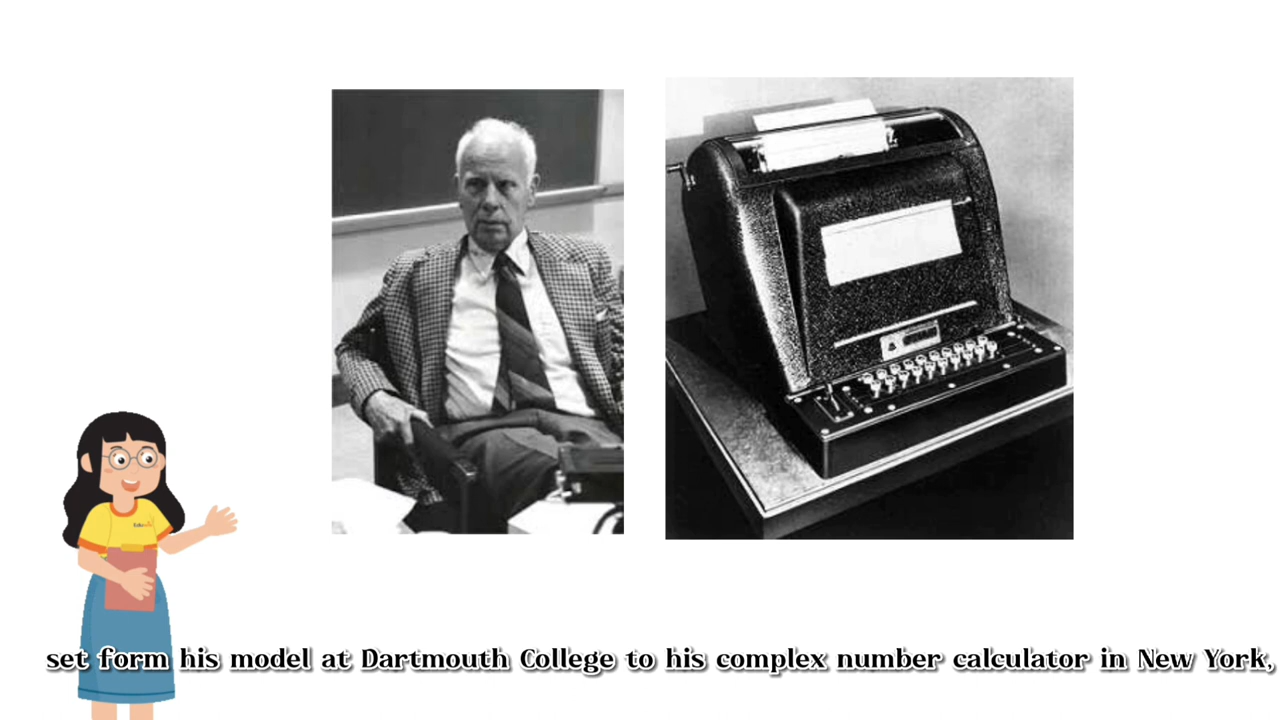 set form his model at Dartmouth College to his complex number calculator in New York,